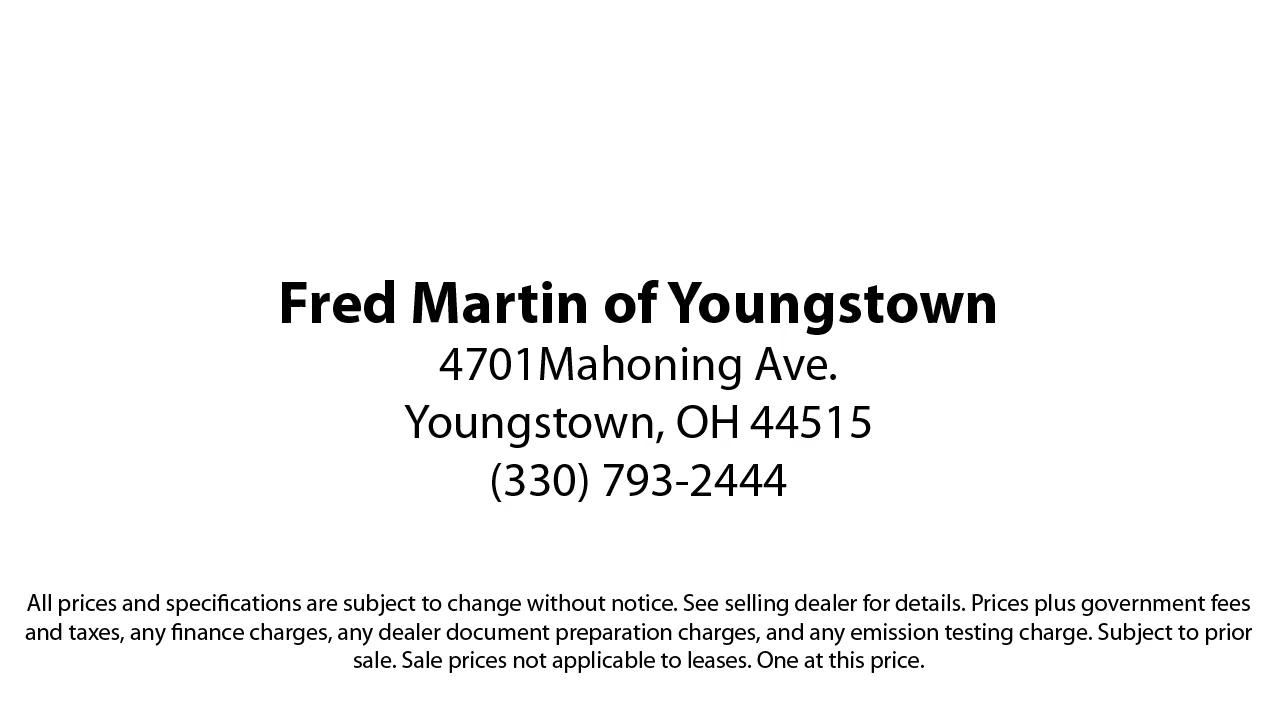 Fred Martin of Youngstown
4701Mahoning Ave.
Youngstown, OH 44515
(330) 793-2444
All prices and specifications are subject to change without notice. See selling dealer for details. Prices plus government fees
and taxes, any finance charges, any dealer document preparation charges, and any emission testing charge. Subject to prior
sale. Sale prices not applicable to leases. One at this price.